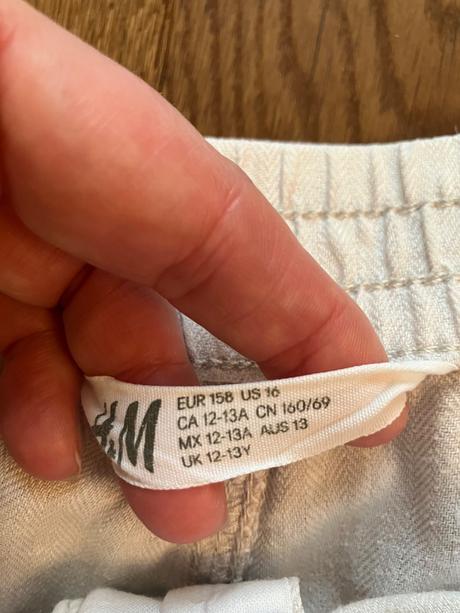 H&M
EUR 158 US 16
CA 12-13A CN 160/69
MX 12-13A AUS 13
UK 12-13Y